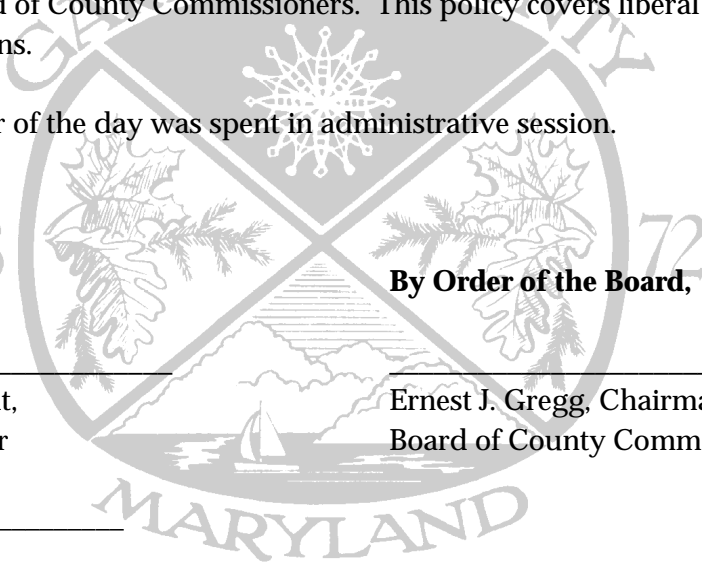 d of County Commissioners. This policy covers liberal
ns.
r of the day was spent in administrative session.
72
By Order of the Board,
t,
Ernest J. Gregg, Chairma
r
Board of County Comm
MARYLAND